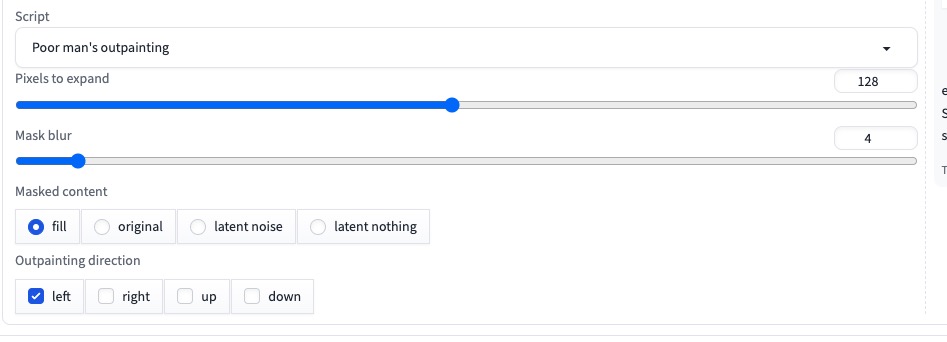 Script
Poor man's outpainting
Pixels to expand
128
Mask blur
4
Masked content
fill original latent noise latent nothing
Outpainting direction
left right up down